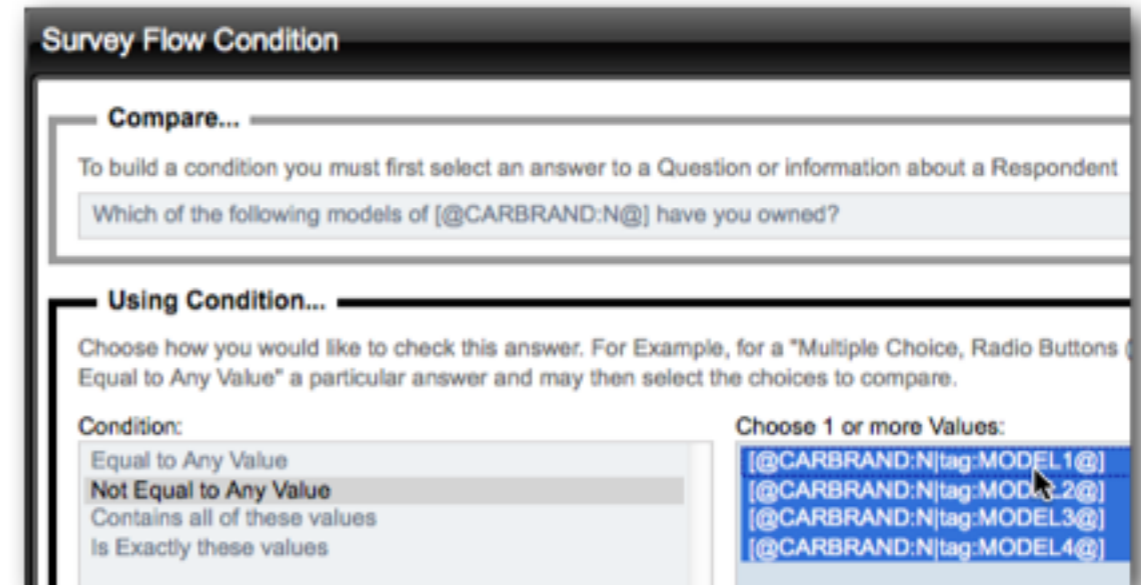 Survey Flow Condition
Compare...
To build a condition you must first select an answer to a Question or information about a Respondent
Which of the following models of [@CARBRAND:N@] have you owned?
Using Condition...
Choose how you would like to check this answer. For Example, for a "Multiple Choice, Radio Buttons (
Equal to Any Value" a particular answer and may then select the choices to compare.
Condition:
Equal to Any Value
Not Equal to Any Value
Contains all of these values
Is Exactly these values
Choose 1 or more Values:
[@CARBRAND:N|tag:MODEL1@]
[@CARBRAND:N|tag:MODEL2@]
[@CARBRAND:N|tag:MODEL3@]
[@CARBRAND:N|tag:MODEL4@]